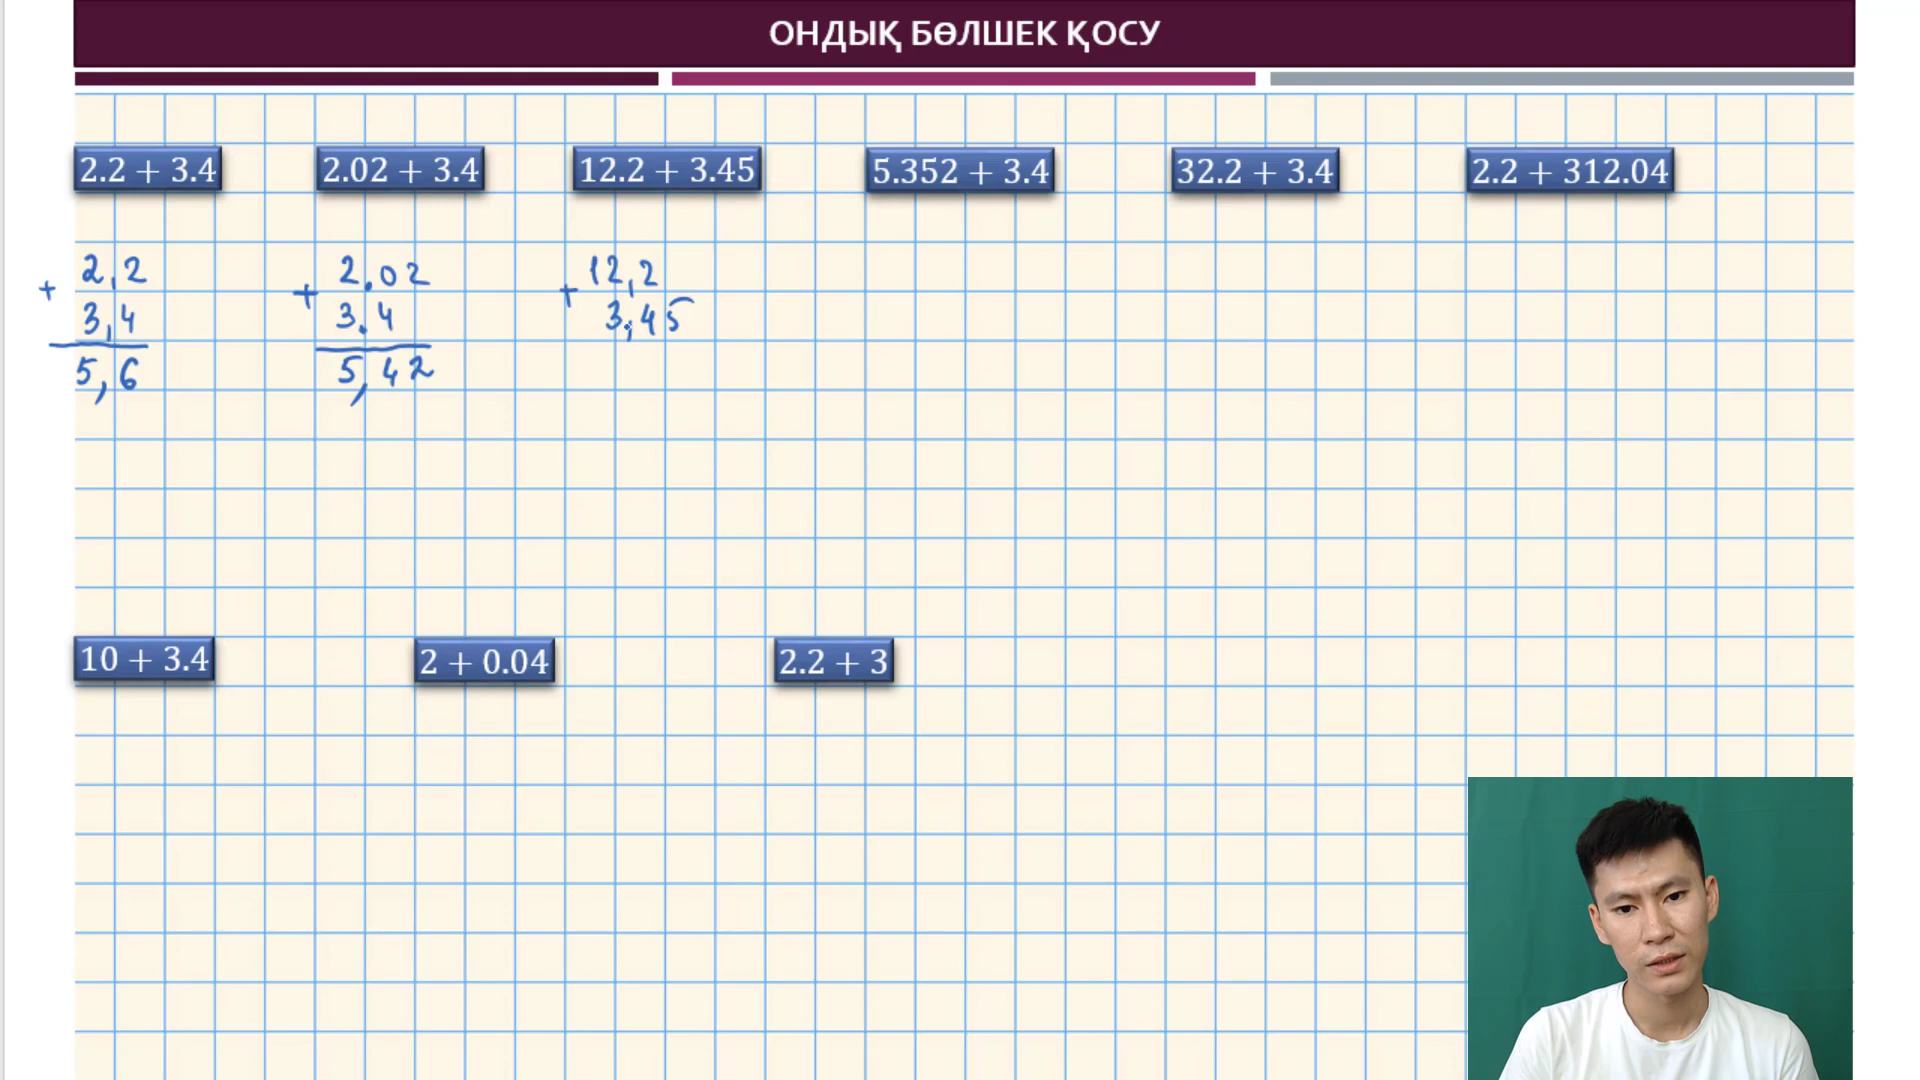 ОНДЫҚ БӨЛШЕК ҚОСУ
2.2 + 3.4
2.02 + 3.4
12.2 + 3.45
5.352 + 3.4
32.2 + 3.4
2.2 + 312.04
+ 2,2
3,4
5,6
+ 2.02
3.4
5,42
+ 12,2
3,45
10 + 3.4
2 + 0.04
2.2 + 3